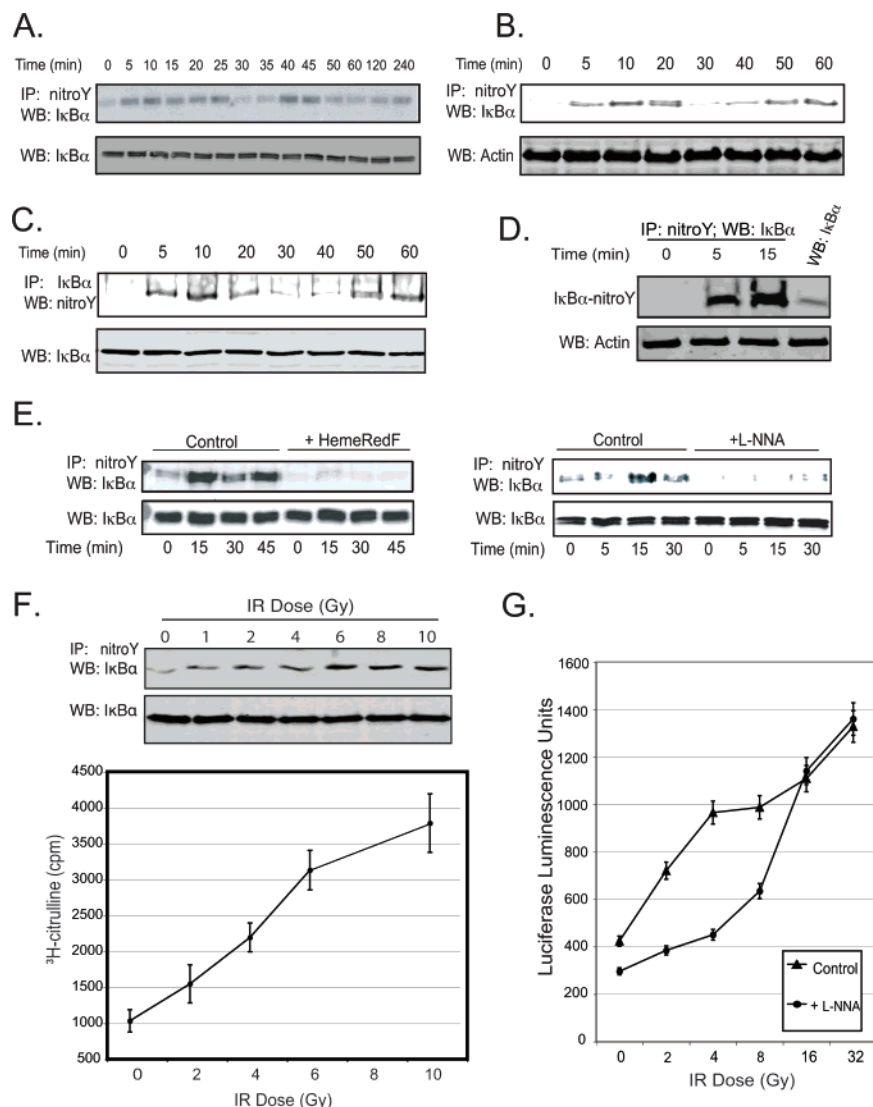 A.
Time (min) 0 5 10 15 20 25 30 35 40 45 50 60 120 240
IP: nitroY
WB: IκBα
WB: IκBα
B.
Time (min) 0 5 10 20 30 40 50 60
IP: nitroY
WB: IκBα
WB: Actin
C.
Time (min) 0 5 10 20 30 40 50 60
IP: IκBα
WB: nitroY
WB: IκBα
D.
IP: nitroY; WB: IκBα
WB: IκBα
Time (min) 0 5 15
IκBα-nitroY
WB: Actin
E.
Control + HemeRedF
IP: nitroY
WB: IκBα
WB: IκBα
Time (min) 0 15 30 45 0 15 30 45
Control +L-NNA
IP: nitroY
WB: IκBα
WB: IκBα
Time (min) 0 5 15 30 0 5 15 30
F.
IR Dose (Gy)
0 1 2 4 6 8 10
IP: nitroY
WB: IκBα
WB: IκBα
4500
4000
3500
3000
2500
2000
1500
1000
500
³H-citrulline (cpm)
0 2 4 6 8 10
IR Dose (Gy)
G.
1600
1400
1200
1000
800
600
400
200
0
Luciferase Luminescence Units
Control
+ L-NNA
0 2 4 8 16 32
IR Dose (Gy)